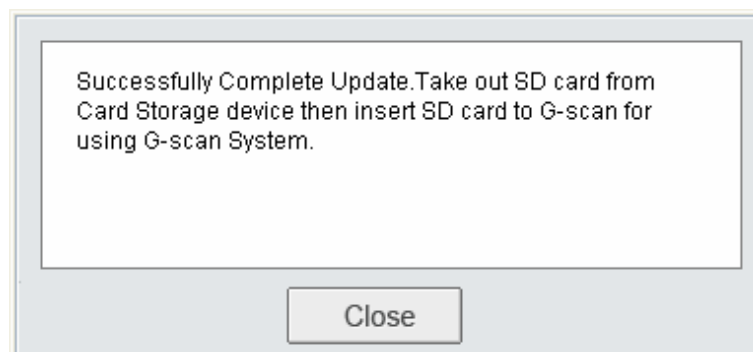 Successfully Complete Update.Take out SD card from
Card Storage device then insert SD card to G-scan for
using G-scan System.
Close